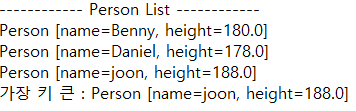 ------------ Person List ------------
Person [name=Benny, height=180.0]
Person [name=Daniel, height=178.0]
Person [name=joon, height=188.0]
가장 키 큰 : Person [name=joon, height=188.0]